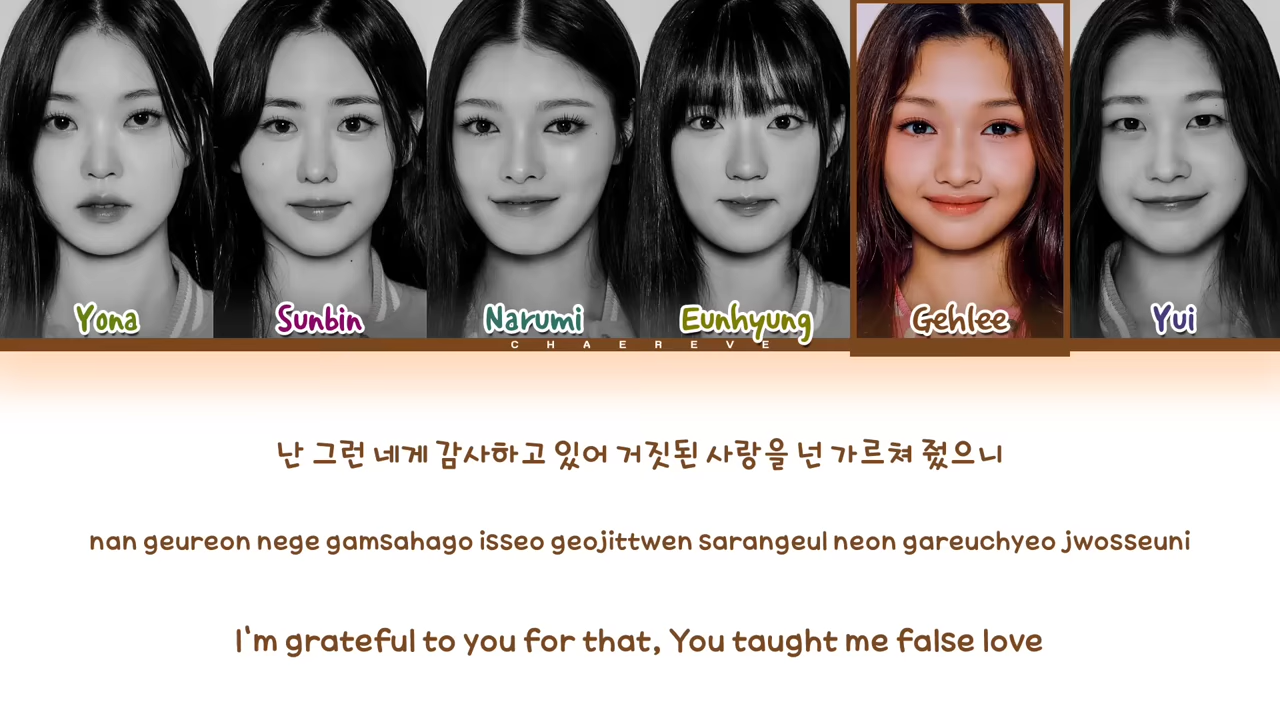 Yona Sunbin Narumi Eunhyung Gehlee Yui
CHAEREVE
난 그런 네게 감사하고 있어 거짓된 사랑을 넌 가르쳐 줬으니
nan geureon nege gamsahago isseo geojittwen sarangeul neon gareuchyeo jwosseuni
I'm grateful to you for that, You taught me false love